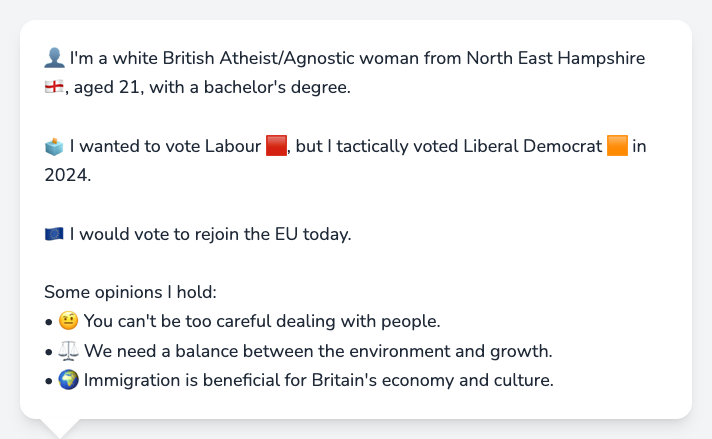 👤 I'm a white British Atheist/Agnostic woman from North East Hampshire
🏴󠁧󠁢󠁥󠁮󠁧󠁿, aged 21, with a bachelor's degree.
🗳️ I wanted to vote Labour 🟥, but I tactically voted Liberal Democrat 🟧 in
2024.
🇪🇺 I would vote to rejoin the EU today.
Some opinions I hold:
• 🤨 You can't be too careful dealing with people.
• ⚖️ We need a balance between the environment and growth.
• 🌍 Immigration is beneficial for Britain's economy and culture.